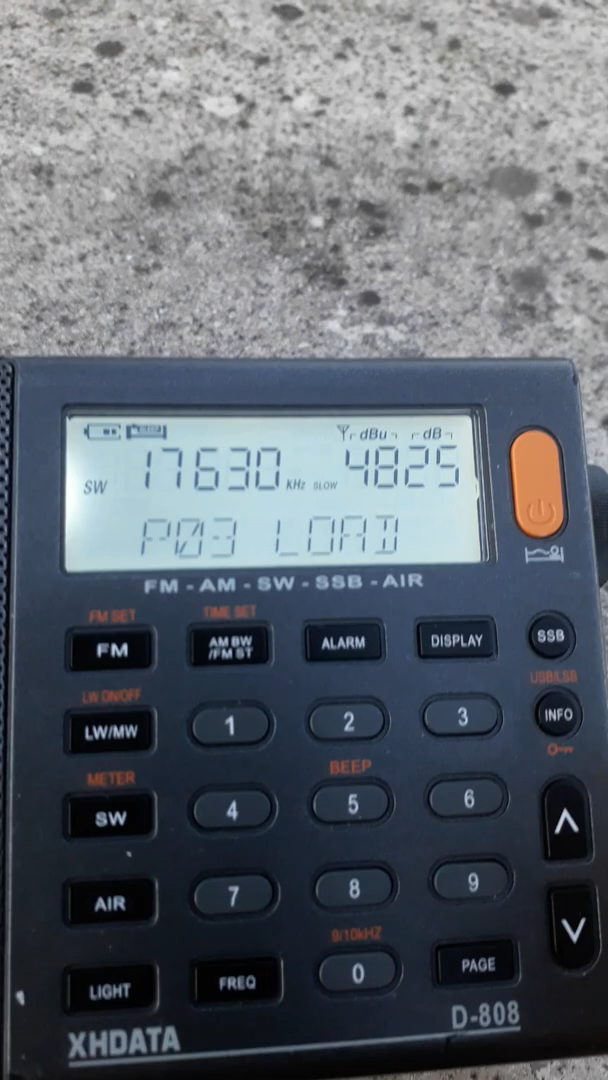 dBu dB
SW 17630 kHz SLOW 4825
P03 LOAD
FM - AM - SW - SSB - AIR
FM SET TIME SET
FM AM BW /FM ST ALARM DISPLAY SSB
USB/LSB
LW ON/OFF
LW/MW 1 2 3 INFO
METER BEEP
SW 4 5 6
AIR 7 8 9
9/10kHZ
LIGHT FREQ 0 PAGE
XHDATA D-808